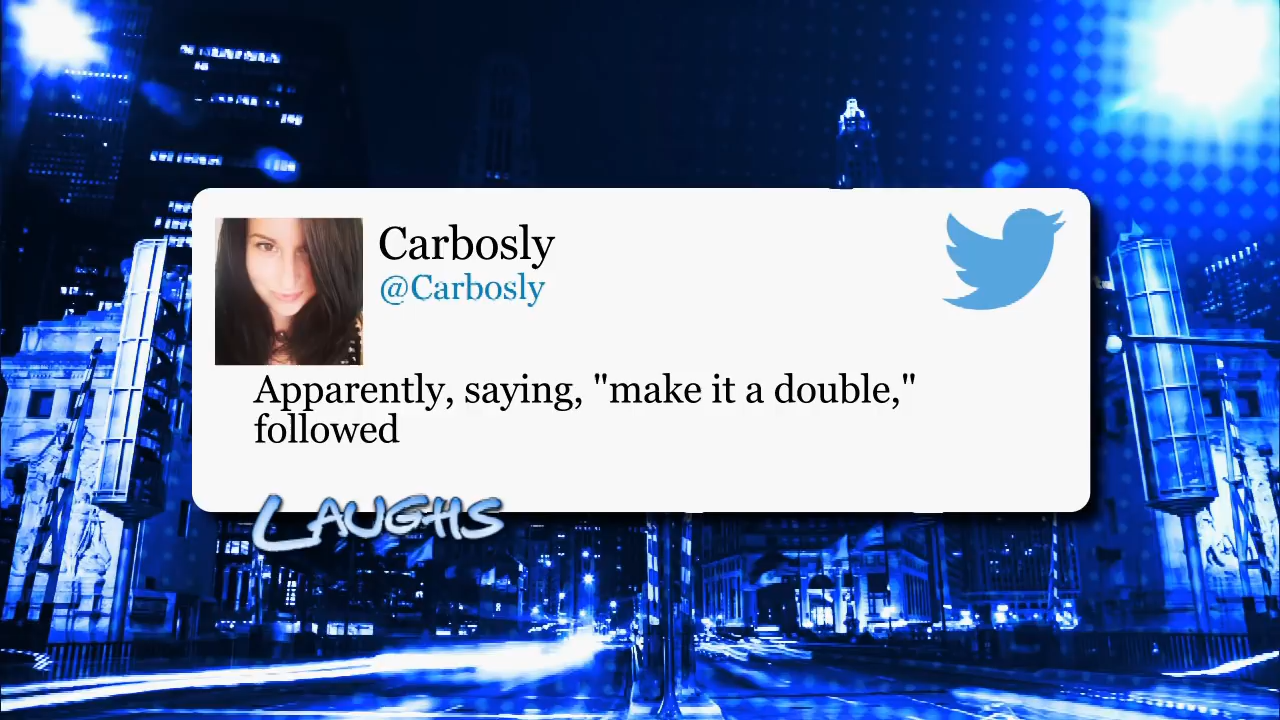 Carbosly
@Carbosly
Apparently, saying, "make it a double,"
followed
LAUGHS